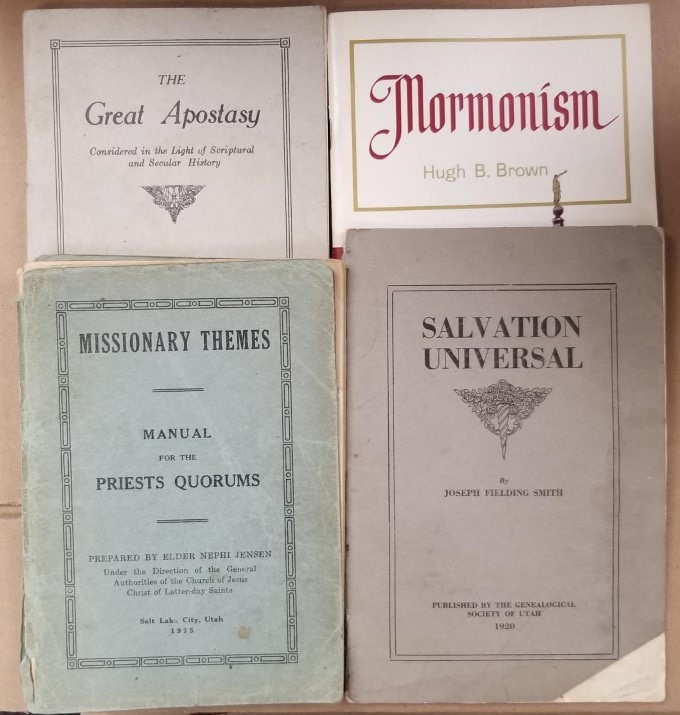 THE
Great Apostasy
Considered in the Light of Scriptural
and Secular History
Mormonism
Hugh B. Brown
MISSIONARY THEMES
MANUAL
FOR THE
PRIESTS QUORUMS
PREPARED BY ELDER NEPHI JENSEN
Under the Direction of the General
Authorities of the Church of Jesus
Christ of Latter-day Saints
Salt Lake City, Utah
1925
SALVATION
UNIVERSAL
By
JOSEPH FIELDING SMITH
PUBLISHED BY THE GENEALOGICAL
SOCIETY OF UTAH
1920